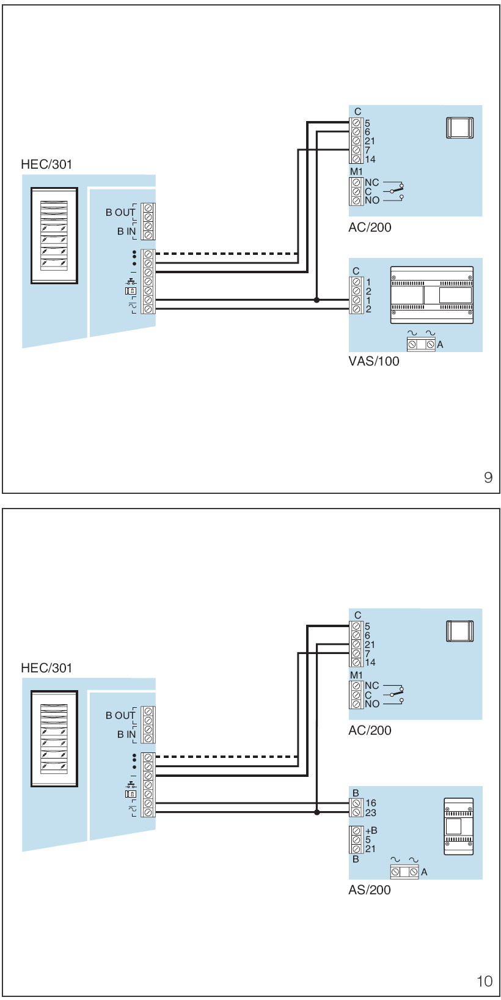 C
5
6
21
7
14
HEC/301
M1
NC
C
NO
B OUT
B IN
AC/200
C
1
2
1
2
A
VAS/100
9
C
5
6
21
7
14
HEC/301
M1
NC
C
NO
B OUT
B IN
AC/200
B
16
23
+B
5
21
B
A
AS/200
10